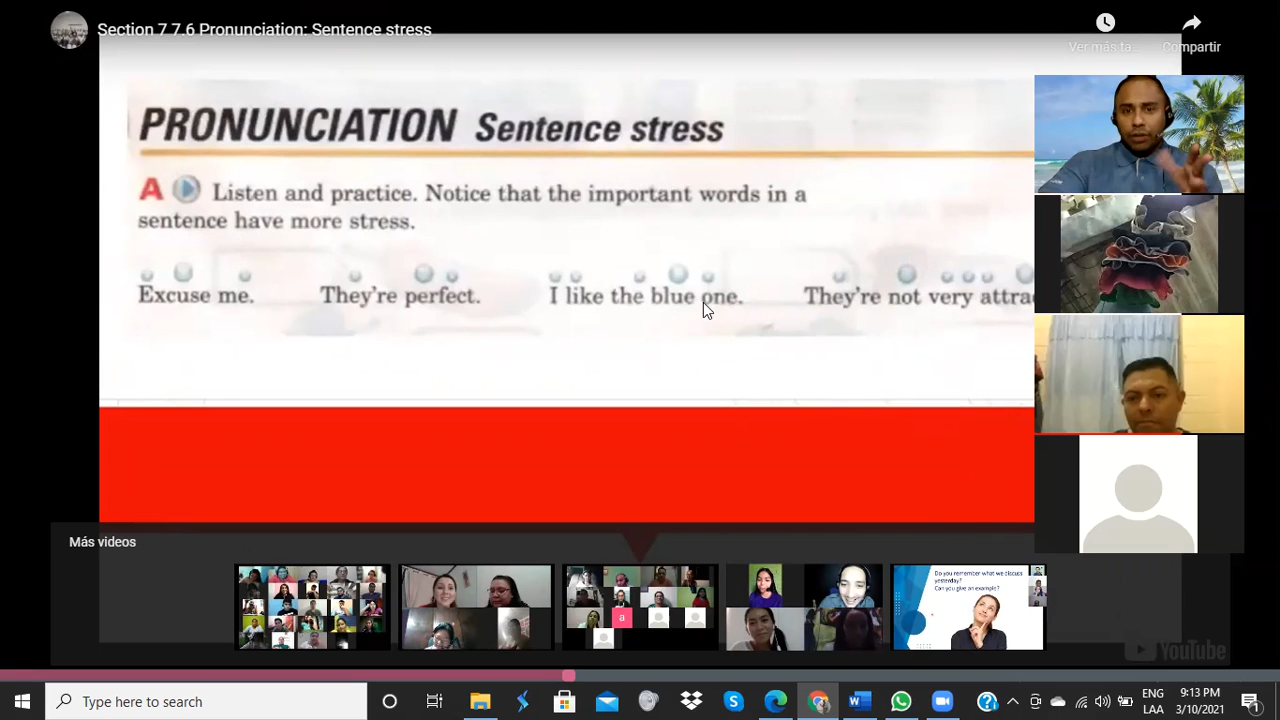 Section 7 7.6 Pronunciation: Sentence stress
Ver más ta...
Compartir
PRONUNCIATION Sentence stress
A Listen and practice. Notice that the important words in a
sentence have more stress.
Excuse me. They're perfect. I like the blue one. They're not very attra
Más videos
a
Do you remember what we discuss
yesterday?
Can you give an example?
YouTube
Type here to search
ENG
LAA
9:13 PM
3/10/2021
1